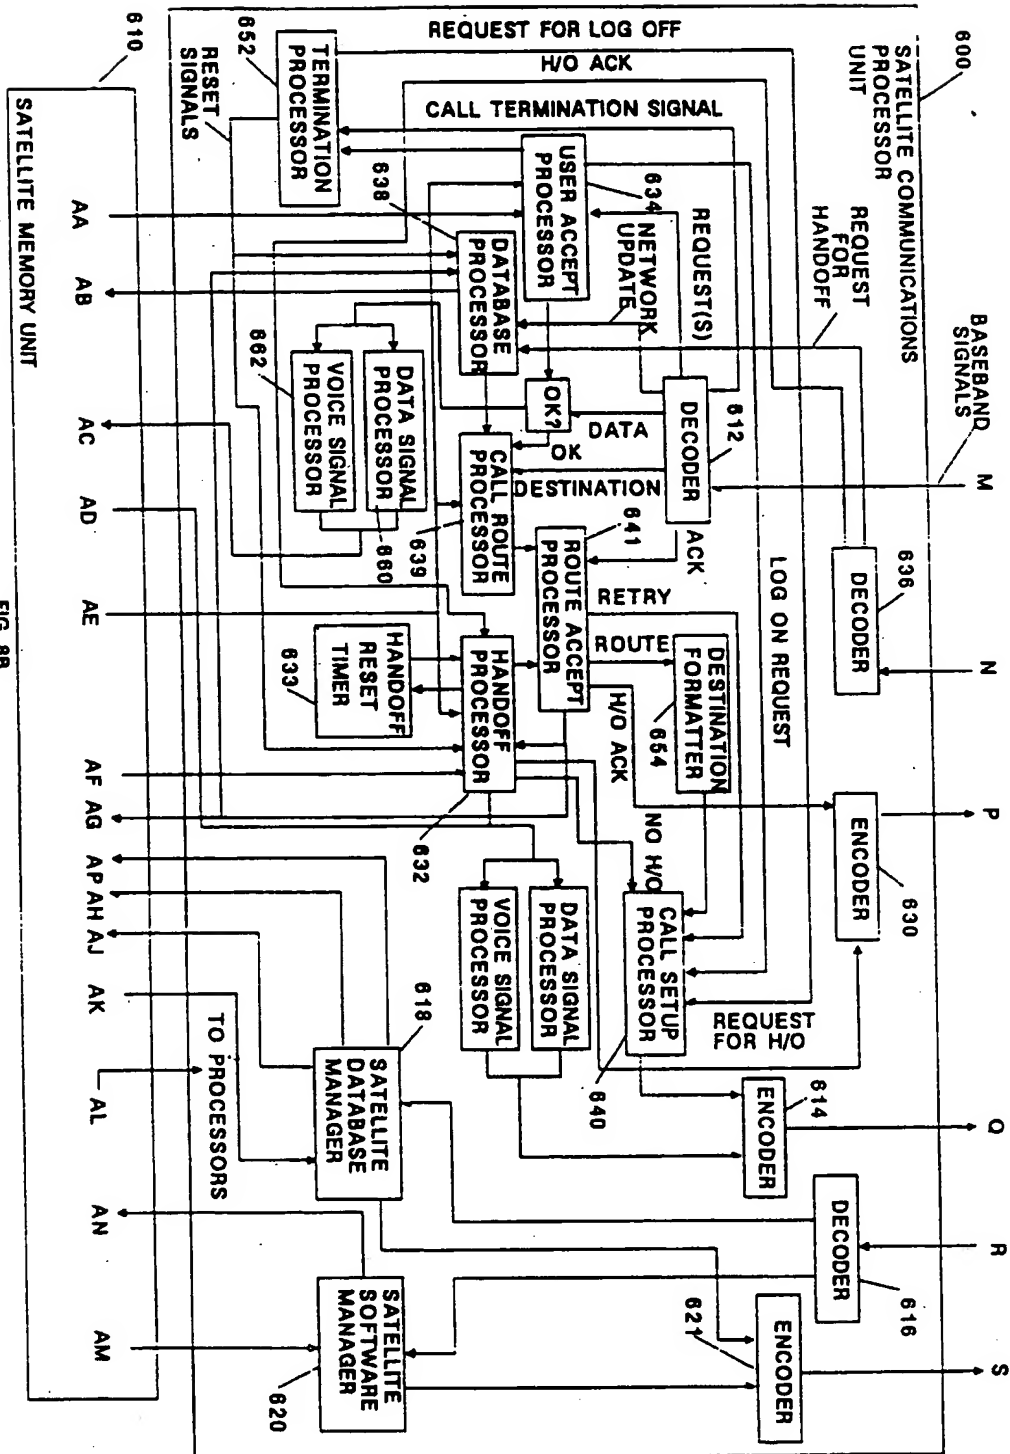 600
SATELLITE COMMUNICATIONS
PROCESSOR
UNIT
BASEBAND
SIGNALS
M
N
P
Q
R
S
REQUEST
FOR
HANDOFF
REQUEST FOR LOG OFF
H/O ACK
CALL TERMINATION SIGNAL
652
TERMINATION
PROCESSOR
634
USER ACCEPT
PROCESSOR
REQUEST(S)
NETWORK
UPDATE
638
DATABASE
PROCESSOR
OK?
OK
DATA
612
DECODER
DESTINATION
ACK
636
DECODER
LOG ON REQUEST
662
VOICE SIGNAL
PROCESSOR
DATA SIGNAL
PROCESSOR
660
639
CALL ROUTE
PROCESSOR
641
ROUTE ACCEPT
PROCESSOR
RETRY
ROUTE
H/O ACK
DESTINATION
FORMATTER
654
HANDOFF
RESET
TIMER
633
HANDOFF
PROCESSOR
632
NO H/O
ENCODER
630
VOICE SIGNAL
PROCESSOR
DATA SIGNAL
PROCESSOR
CALL SETUP
PROCESSOR
640
REQUEST
FOR H/O
614
ENCODER
618
SATELLITE
DATABASE
MANAGER
TO PROCESSORS
DECODER
616
SATELLITE
SOFTWARE
MANAGER
620
621
ENCODER
RESET
SIGNALS
610
SATELLITE MEMORY UNIT
AA
AB
AC
AD
AE
AF
AG
AP
AH
AJ
AK
AL
AN
AM
FIG 8B